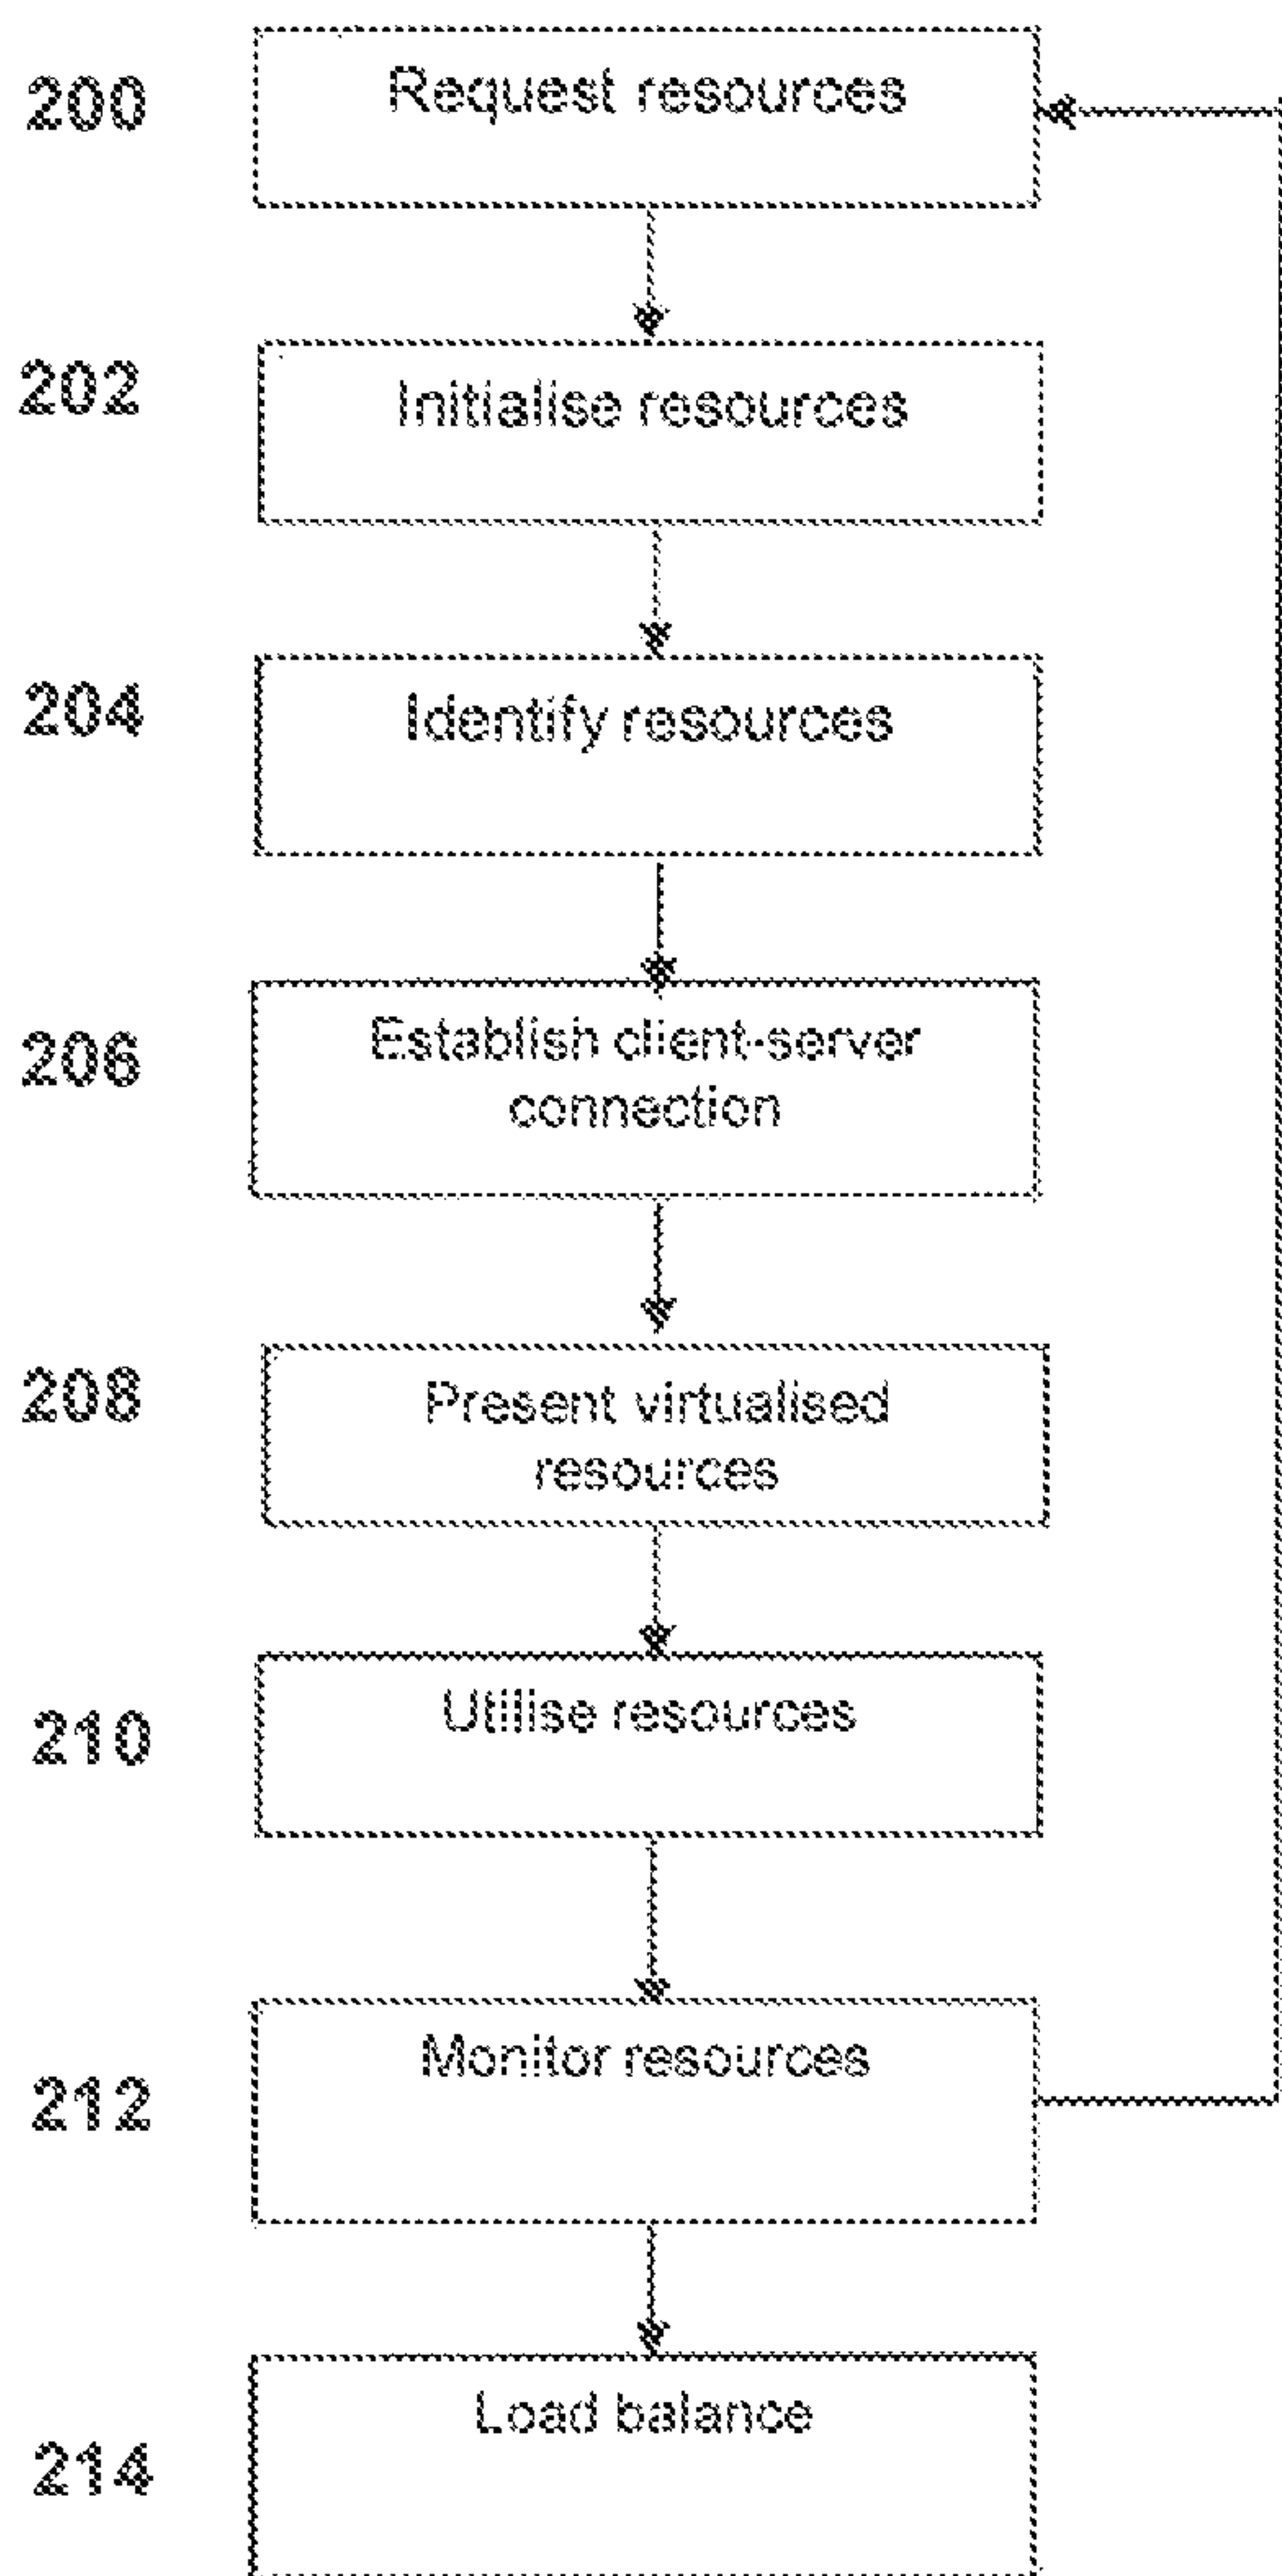 200
Request resources
202
Initialise resources
204
Identify resources
206
Establish client-server
connection
208
Present virtualised
resources
210
Utilise resources
212
Monitor resources
214
Load balance